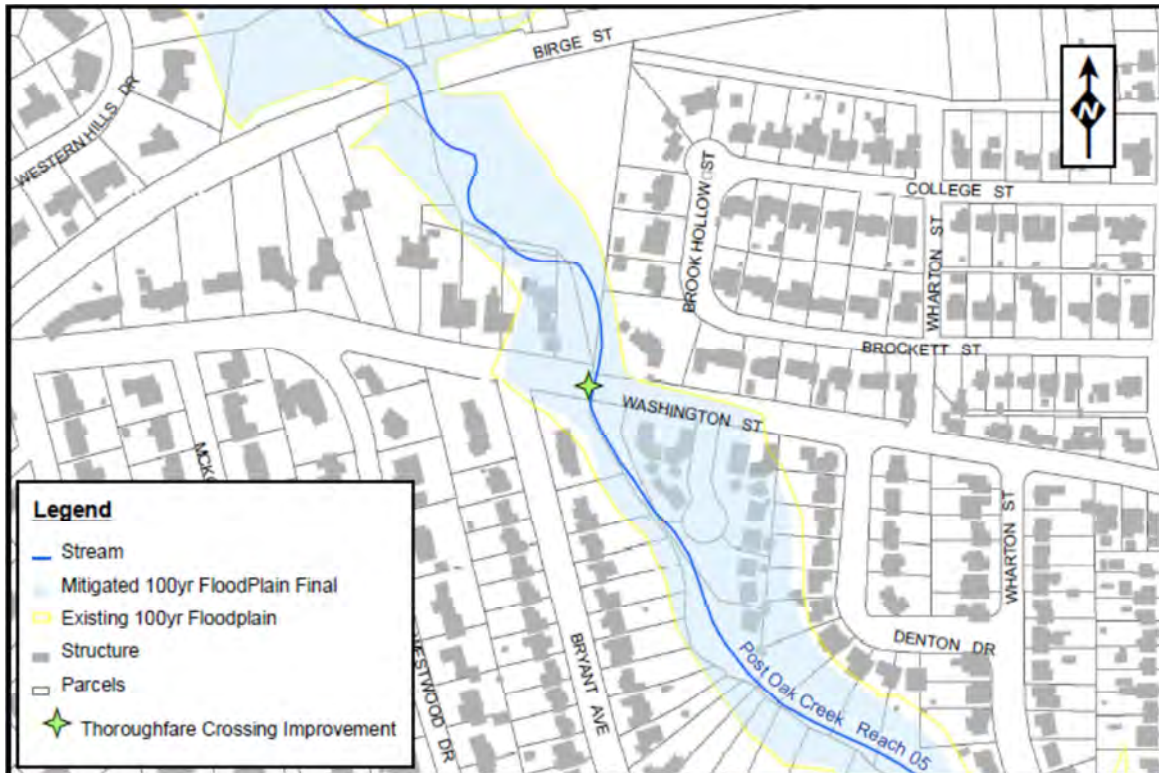 BIRGE ST
N
WESTERN HILLS DR
COLLEGE ST
BROOK HOLLOW ST
WHARTON ST
BROCKETT ST
WASHINGTON ST
WHARTON ST
DENTON DR
BRYANT AVE
Post Oak Creek Reach 05
Legend
Stream
Mitigated 100yr FloodPlain Final
Existing 100yr Floodplain
Structure
Parcels
Thoroughfare Crossing Improvement